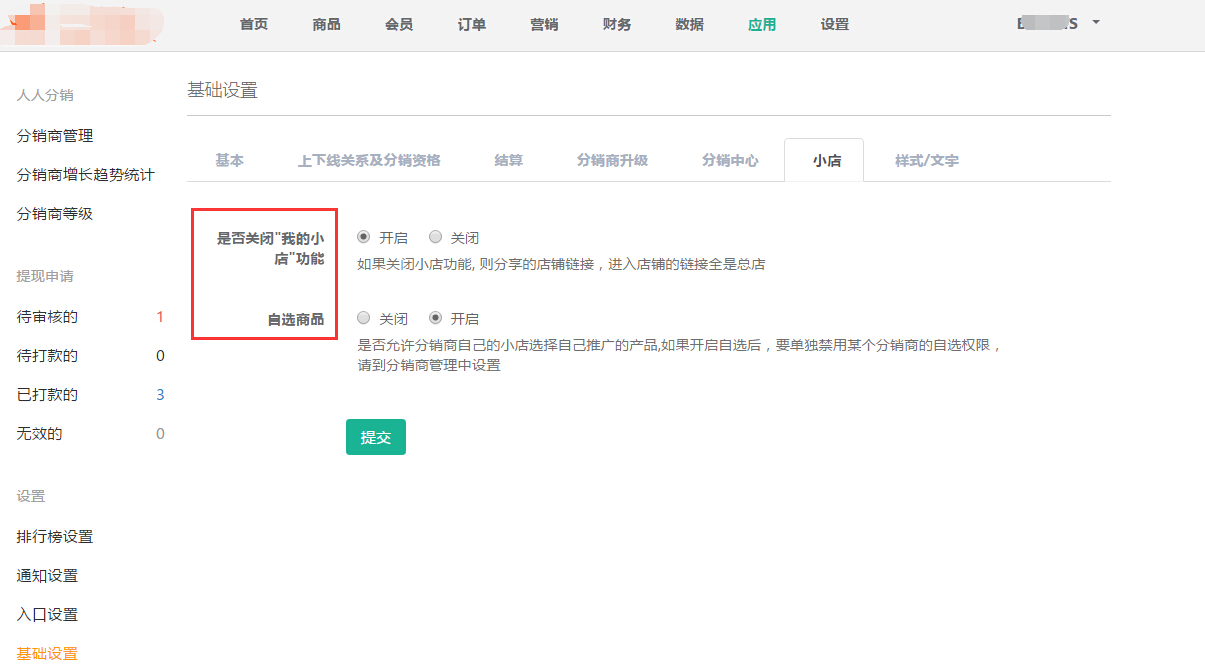 首页 商品 会员 订单 营销 财务 数据 应用 设置
人人分销
分销商管理
分销商增长趋势统计
分销商等级
提现申请
待审核的 1
待打款的 0
已打款的 3
无效的 0
设置
排行榜设置
通知设置
入口设置
基础设置
基础设置
基本 上下线关系及分销资格 结算 分销商升级 分销中心 小店 样式/文字
是否关闭"我的小
店"功能
开启 关闭
如果关闭小店功能, 则分享的店铺链接，进入店铺的链接全是总店
自选商品
关闭 开启
是否允许分销商自己的小店选择自己推广的产品,如果开启自选后，要单独禁用某个分销商的自选权限，
请到分销商管理中设置
提交